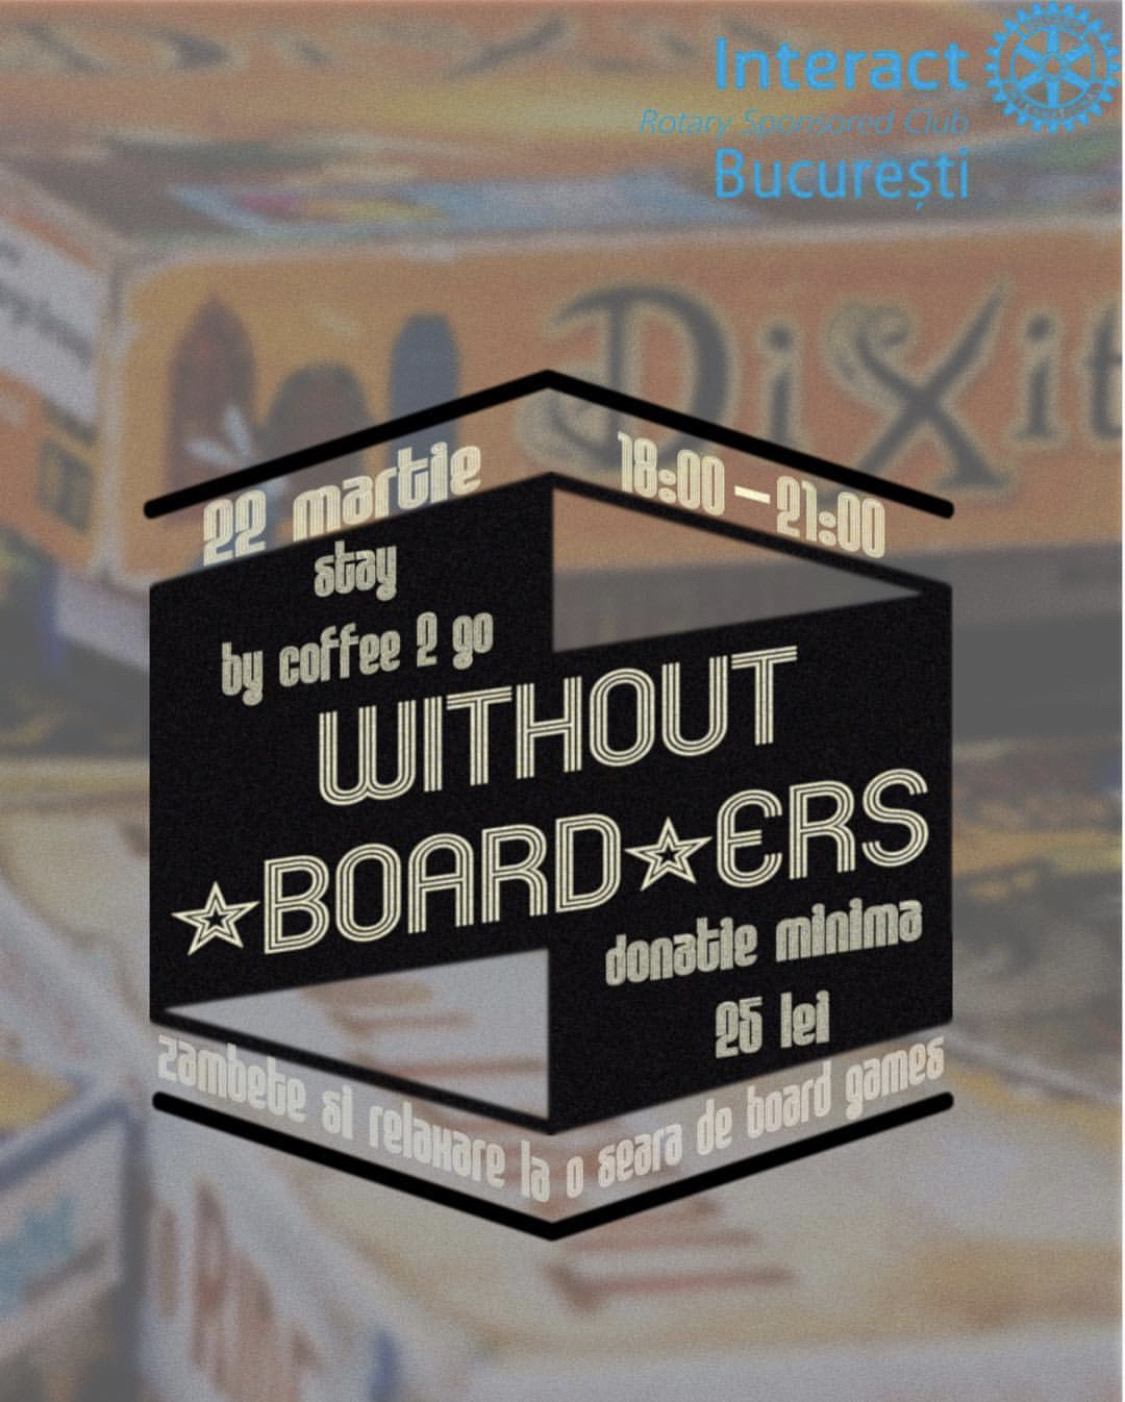 Interact
Rotary Sponsored Club
București
Dixit
22 martie
18:00 - 21:00
stay
by coffee 2 go
WITHOUT
BOARD ERS
donatie minima
25 lei
zambete si relaxare la o seara de board games